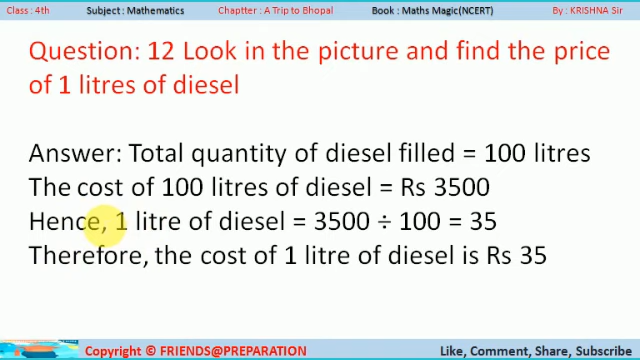 Class : 4th Subject : Mathematics Chaptter : A Trip to Bhopal Book : Maths Magic(NCERT) By : KRISHNA Sir
Question: 12 Look in the picture and find the price
of 1 litres of diesel
Answer: Total quantity of diesel filled = 100 litres
The cost of 100 litres of diesel = Rs 3500
Hence, 1 litre of diesel = 3500 ÷ 100 = 35
Therefore, the cost of 1 litre of diesel is Rs 35
Copyright © FRIENDS@PREPARATION Like, Comment, Share, Subscribe